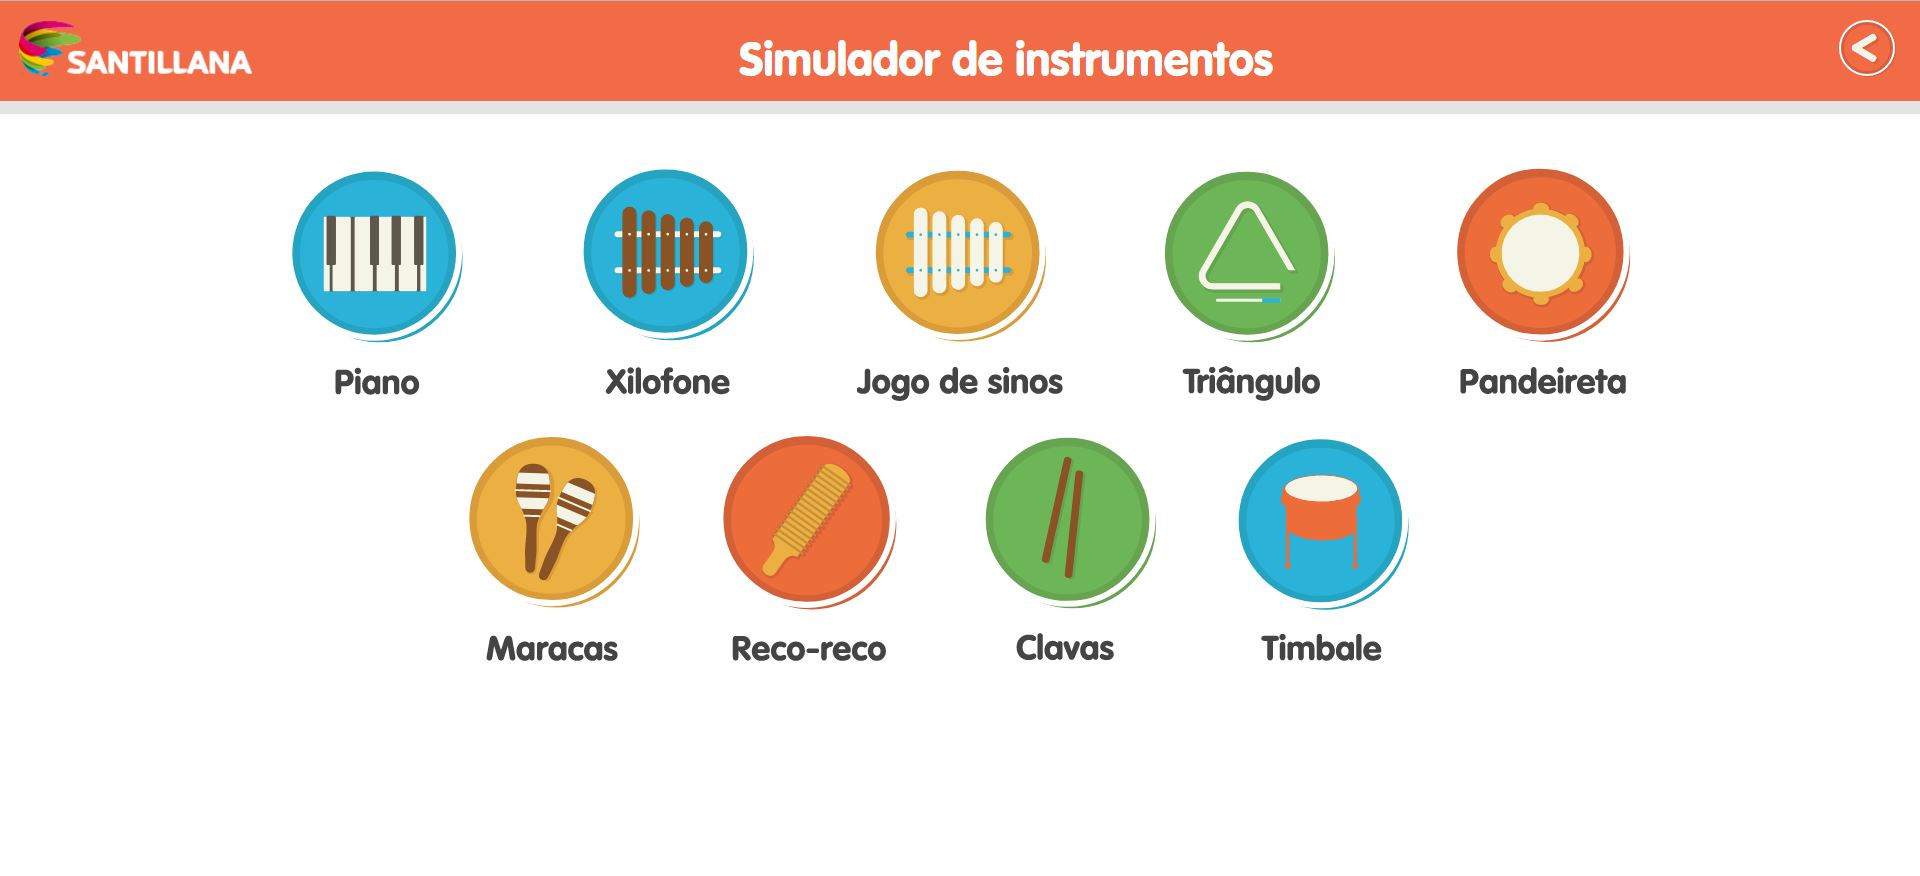 SANTILLANA
Simulador de instrumentos
Piano
Xilofone
Jogo de sinos
Triângulo
Pandeireta
Maracas
Reco-reco
Clavas
Timbale